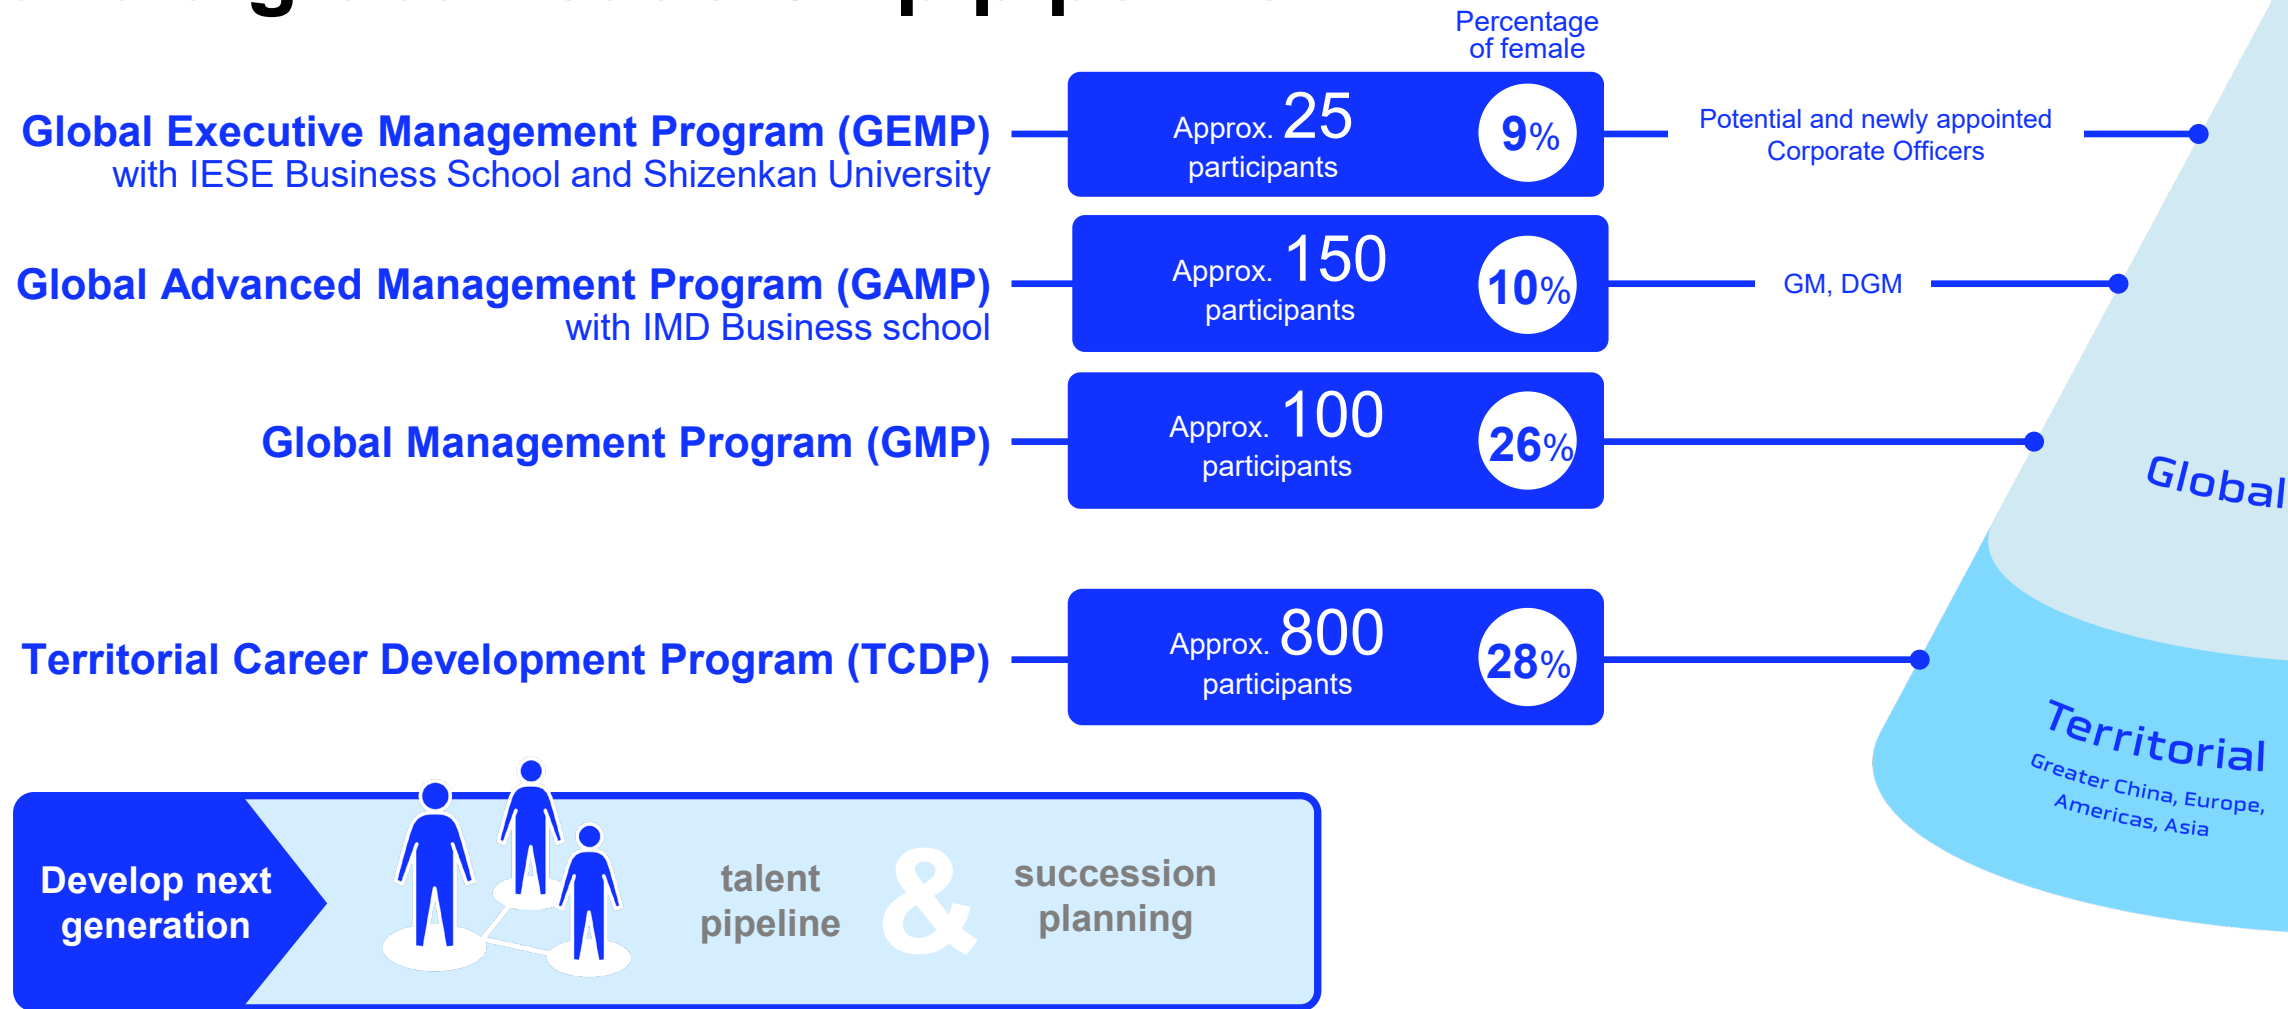 Percentage
of female
Global Executive Management Program (GEMP)
with IESE Business School and Shizenkan University
Approx. 25
participants
9%
Potential and newly appointed
Corporate Officers
Global Advanced Management Program (GAMP)
with IMD Business school
Approx. 150
participants
10%
GM, DGM
Global Management Program (GMP)
Approx. 100
participants
26%
Global
Territorial Career Development Program (TCDP)
Approx. 800
participants
28%
Territorial
Greater China, Europe,
Americas, Asia
Develop next
generation
talent
pipeline
&
succession
planning